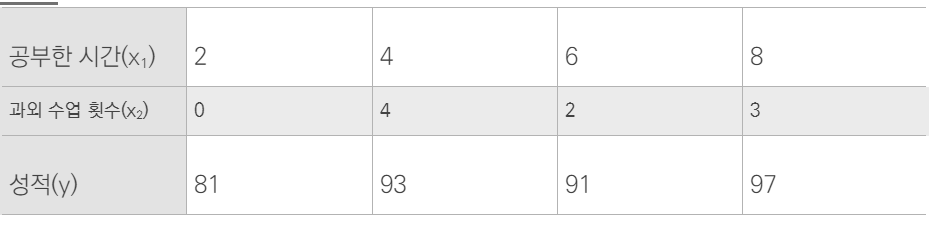 공부한 시간(x₁) 2 4 6 8
과외 수업 횟수(x₂) 0 4 2 3
성적(y) 81 93 91 97